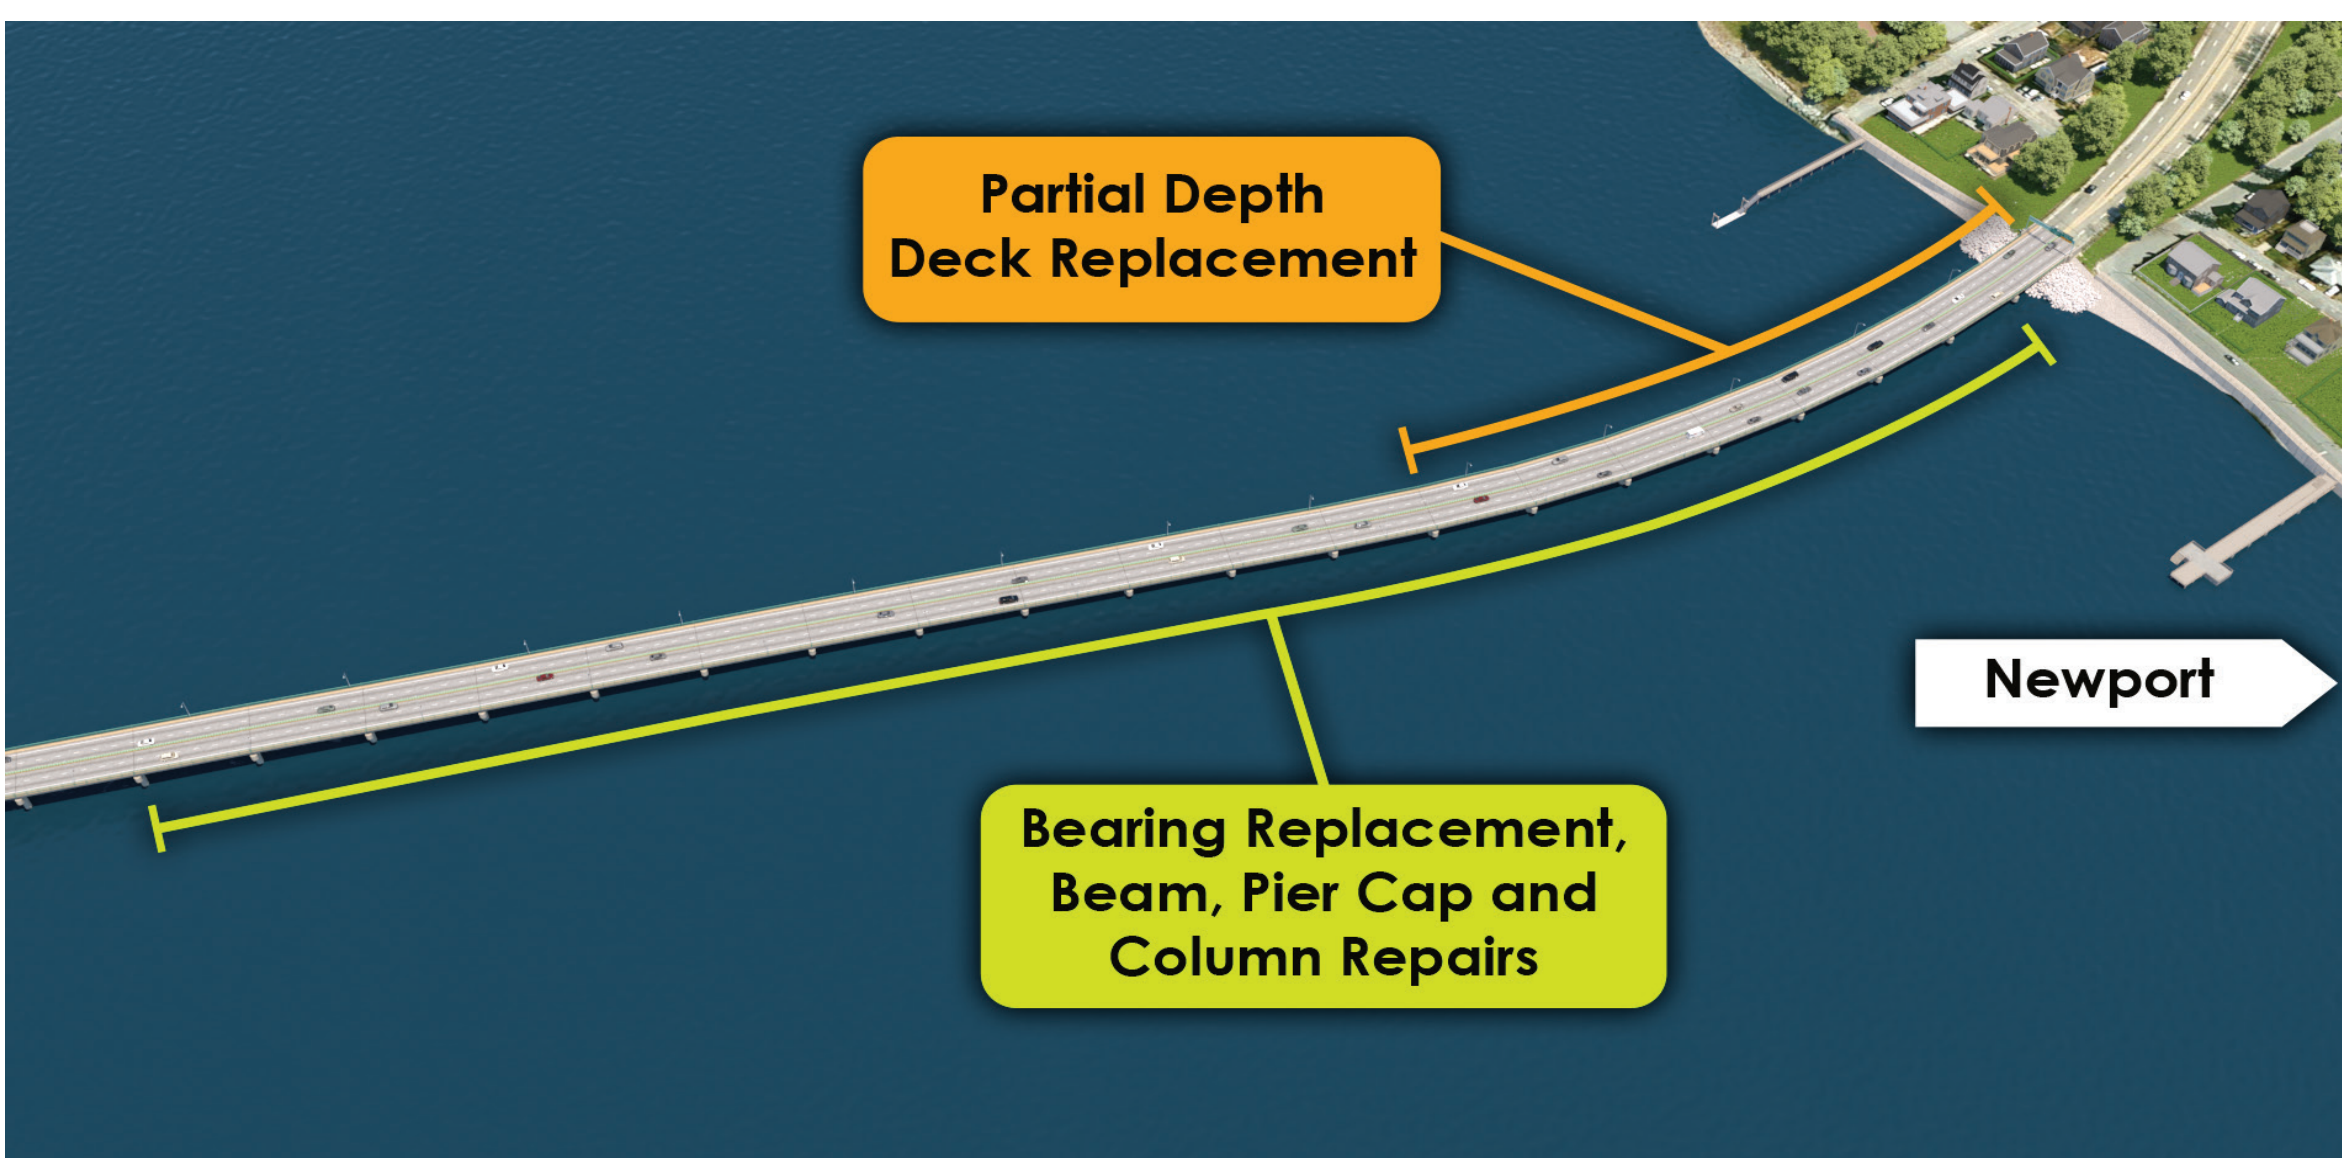 Partial Depth
Deck Replacement
Newport
Bearing Replacement,
Beam, Pier Cap and
Column Repairs